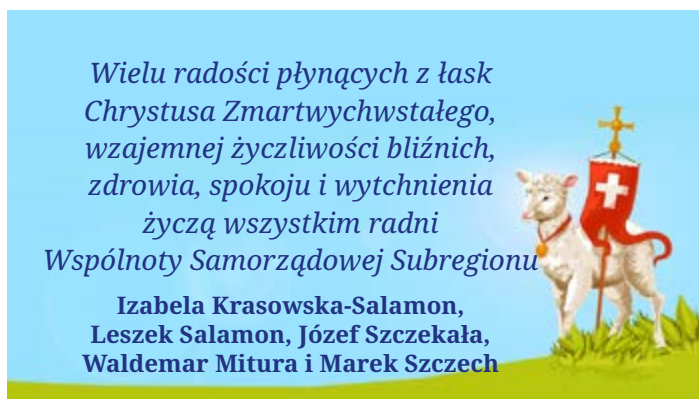 Wielu radości płynących z łask
Chrystusa Zmartwychwstałego,
wzajemnej życzliwości bliźnich,
zdrowia, spokoju i wytchnienia
życzą wszystkim radni
Wspólnoty Samorządowej Subregionu
Izabela Krasowska-Salamon,
Leszek Salamon, Józef Szczekała,
Waldemar Mitura i Marek Szczech